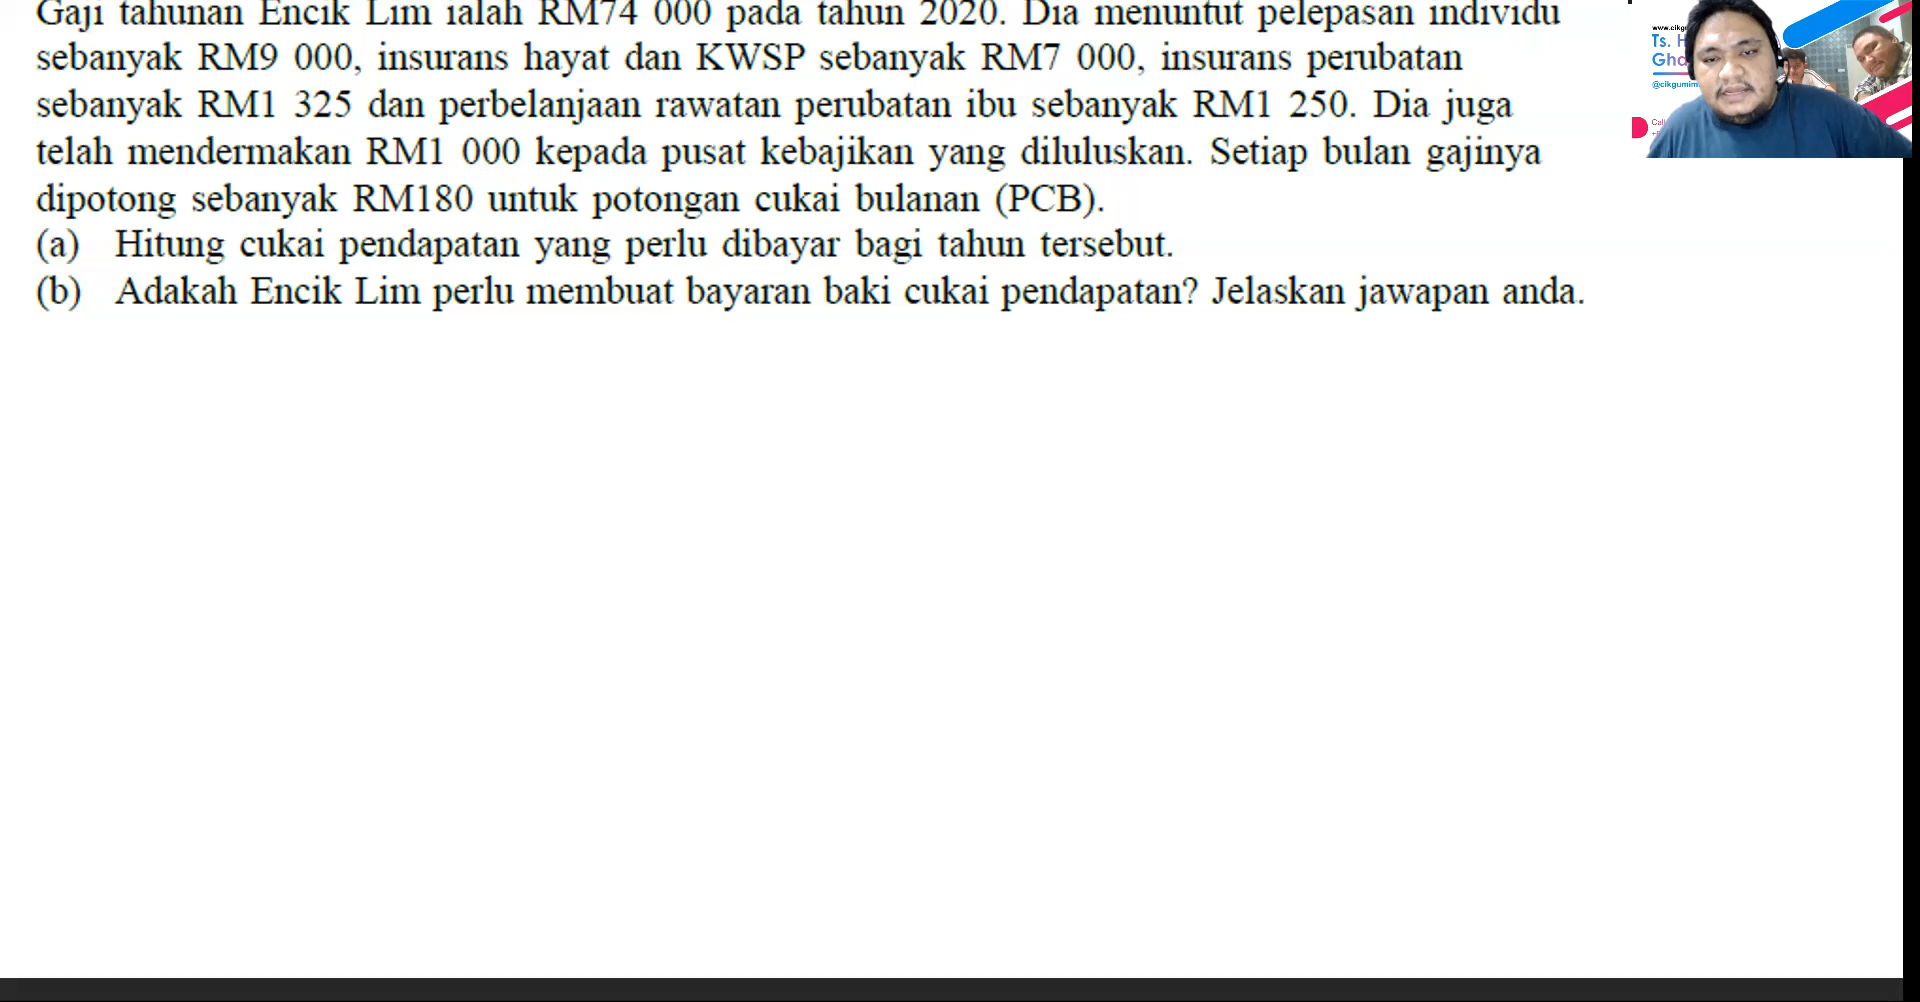 Gaji tahunan Encik Lim ialah RM74 000 pada tahun 2020. Dia menuntut pelepasan individu
sebanyak RM9 000, insurans hayat dan KWSP sebanyak RM7 000, insurans perubatan
sebanyak RM1 325 dan perbelanjaan rawatan perubatan ibu sebanyak RM1 250. Dia juga
telah mendermakan RM1 000 kepada pusat kebajikan yang diluluskan. Setiap bulan gajinya
dipotong sebanyak RM180 untuk potongan cukai bulanan (PCB).
(a) Hitung cukai pendapatan yang perlu dibayar bagi tahun tersebut.
(b) Adakah Encik Lim perlu membuat bayaran baki cukai pendapatan? Jelaskan jawapan anda.
Ts.